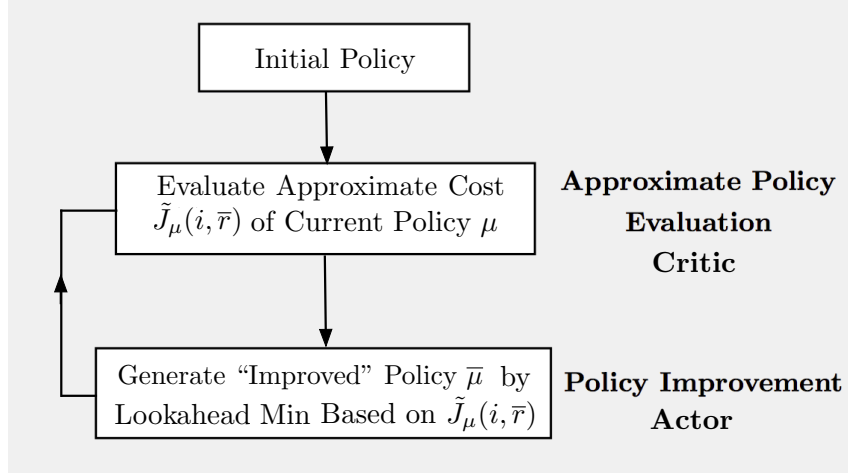 Initial Policy
Evaluate Approximate Cost
J̃μ(i, r̅) of Current Policy μ
Approximate Policy
Evaluation
Critic
Generate “Improved” Policy μ̅ by
Lookahead Min Based on J̃μ(i, r̅)
Policy Improvement
Actor